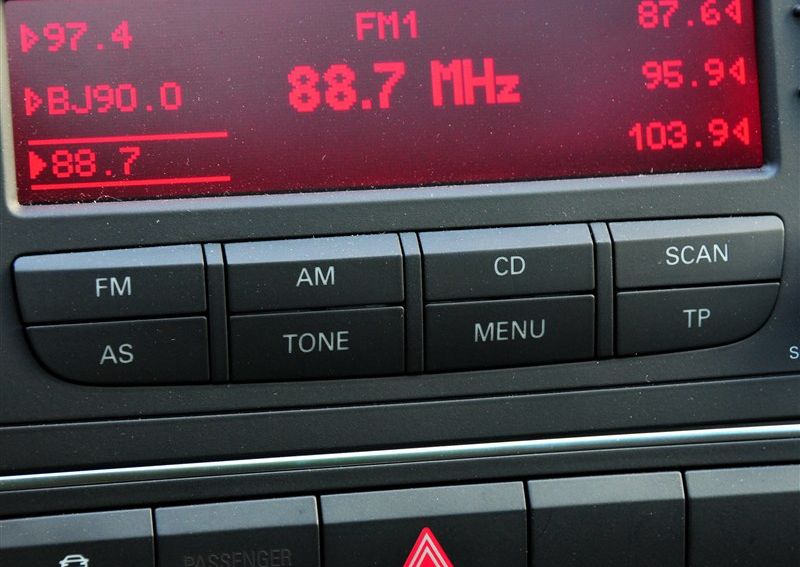 97.4 FM1 87.6
BJ90.0 88.7 MHz 95.9
88.7 103.9
FM AM CD SCAN
AS TONE MENU TP
S
PASSENGER